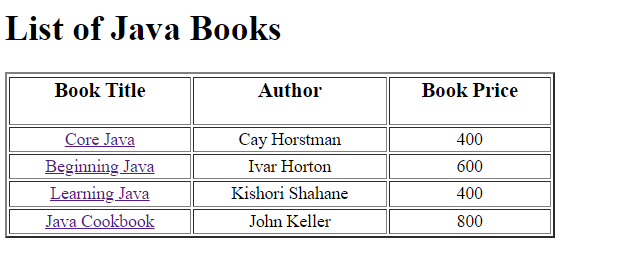 List of Java Books
Book Title Author Book Price
Core Java Cay Horstman 400
Beginning Java Ivar Horton 600
Learning Java Kishori Shahane 400
Java Cookbook John Keller 800